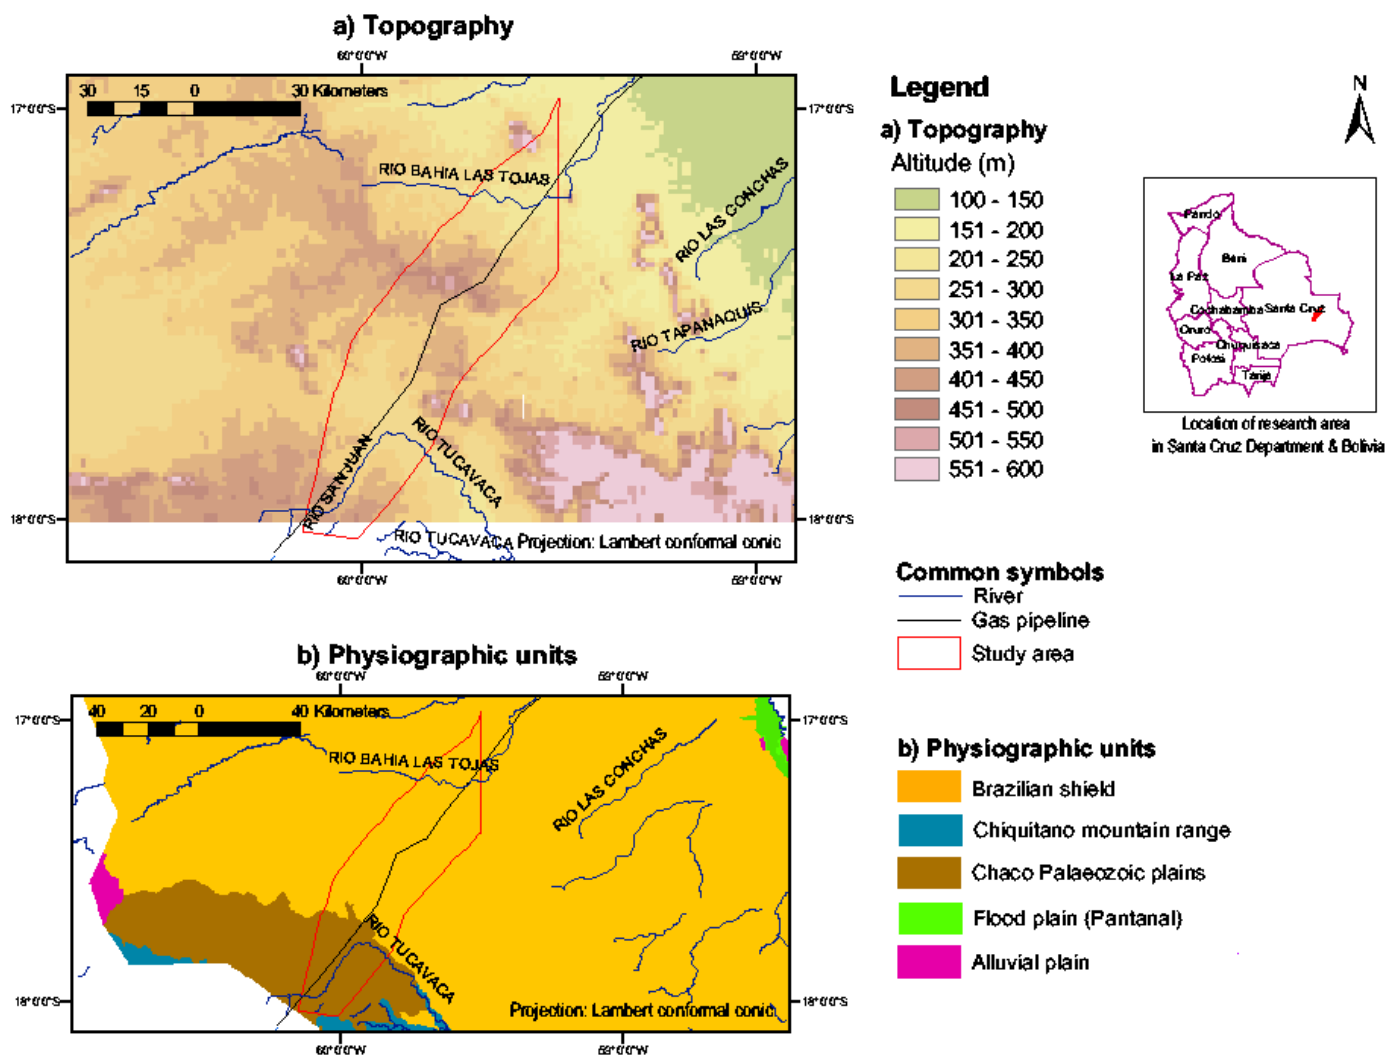 a) Topography
60°0'0"W
59°0'0"W
30 15 0 30 Kilometers
17°0'0"S
17°0'0"S
RIO BAHIA LAS TOJAS
RIO LAS CONCHAS
RIO TAPANAQUIS
RIO TUCAVACA
RIO SAN JUAN
18°0'0"S
18°0'0"S
RIO TUCAVACA
Projection: Lambert conformal conic
60°0'0"W
59°0'0"W
Legend
a) Topography
Altitude (m)
100 - 150
151 - 200
201 - 250
251 - 300
301 - 350
351 - 400
401 - 450
451 - 500
501 - 550
551 - 600
N
Pando
Beni
La Paz
Cochabamba
Santa Cruz
Oruro
Chuquisaca
Potosi
Tarija
Location of research area
in Santa Cruz Department & Bolivia
Common symbols
River
Gas pipeline
Study area
b) Physiographic units
60°0'0"W
59°0'0"W
40 20 0 40 Kilometers
17°0'0"S
17°0'0"S
RIO BAHIA LAS TOJAS
RIO LAS CONCHAS
RIO TUCAVACA
18°0'0"S
18°0'0"S
Projection: Lambert conformal conic
60°0'0"W
59°0'0"W
b) Physiographic units
Brazilian shield
Chiquitano mountain range
Chaco Palaeozoic plains
Flood plain (Pantanal)
Alluvial plain